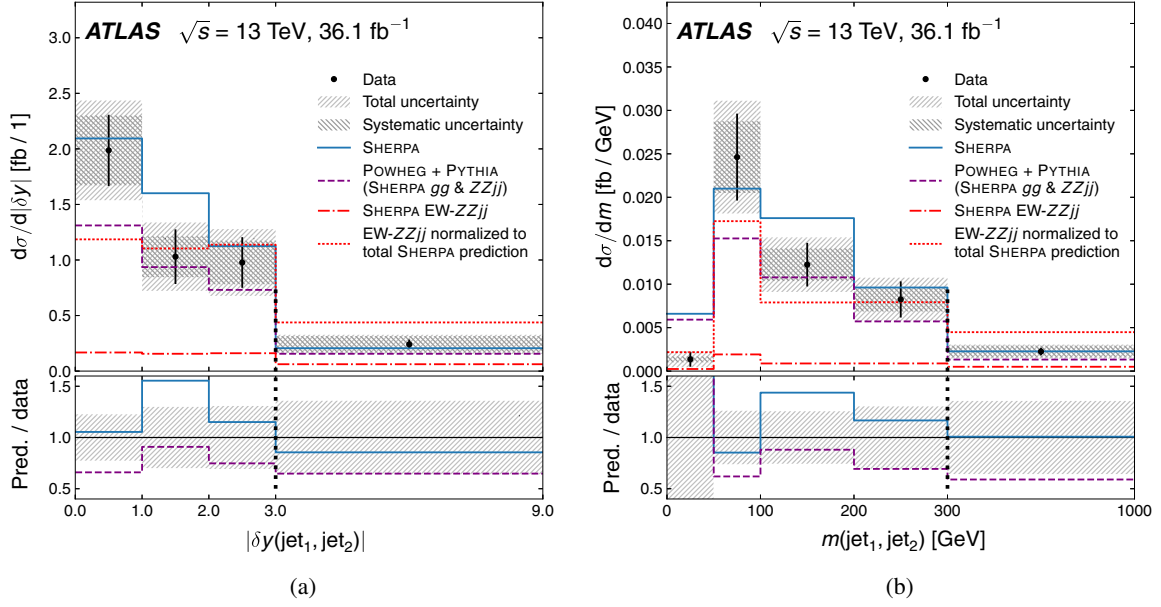 ATLAS √s = 13 TeV, 36.1 fb⁻¹
dσ/d|δy| [fb / 1]
3.0
2.5
2.0
1.5
1.0
0.5
0.0
Data
Total uncertainty
Systematic uncertainty
SHERPA
POWHEG + PYTHIA
(SHERPA gg & ZZjj)
SHERPA EW-ZZjj
EW-ZZjj normalized to
total SHERPA prediction
Pred. / data
1.5
1.0
0.5
0.0 1.0 2.0 3.0 9.0
|δy(jet₁, jet₂)|
(a)
ATLAS √s = 13 TeV, 36.1 fb⁻¹
dσ/dm [fb / GeV]
0.040
0.035
0.030
0.025
0.020
0.015
0.010
0.005
0.000
Data
Total uncertainty
Systematic uncertainty
SHERPA
POWHEG + PYTHIA
(SHERPA gg & ZZjj)
SHERPA EW-ZZjj
EW-ZZjj normalized to
total SHERPA prediction
Pred. / data
1.5
1.0
0.5
0 50 100 200 300 1000
m(jet₁, jet₂) [GeV]
(b)